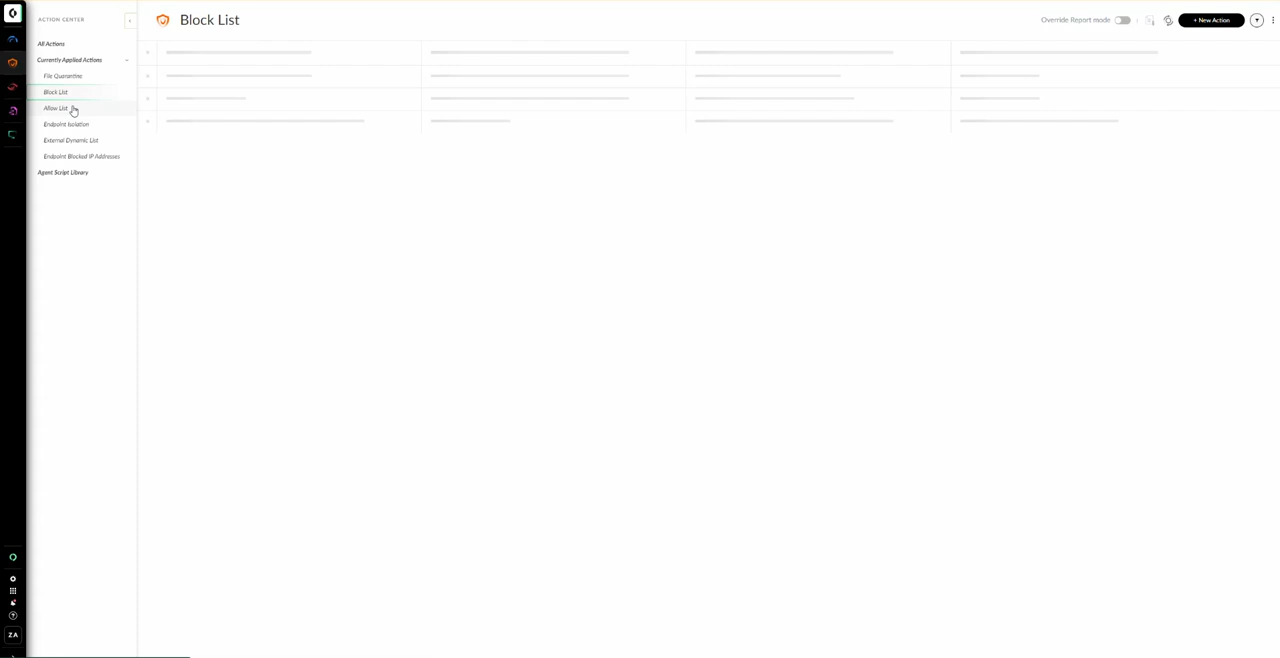 ACTION CENTER
Block List
Override Report mode
+ New Action
All Actions
Currently Applied Actions
File Quarantine
Block List
Allow List
Endpoint Isolation
External Dynamic List
Endpoint Blocked IP Addresses
Agent Script Library
ZA